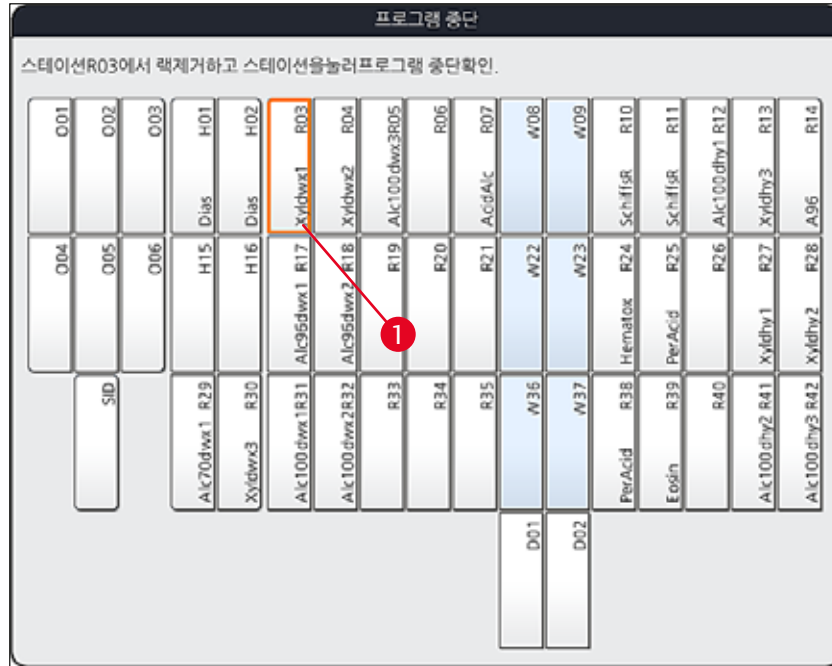 프로그램 중단
스테이션R03에서 랙제거하고 스테이션을눌러프로그램 중단확인.
O01
O02
O03
Dias H01
Dias H02
Xyldwx1 R03
Xyldwx2 R04
Alc100dwx3R05
R06
AcidAlc R07
W08
W09
SchiffsR R10
SchiffsR R11
Alc100dhy1 R12
Xyldhy3 R13
A96 R14
O04
O05
O06
H15
H16
Alc96dwx1 R17
Alc96dwx2 R18
R19
R20
R21
W22
W23
Hematox R24
PerAcid R25
R26
Xyldhy1 R27
Xyldhy2 R28
1
SID
Alc70dwx1 R29
Xyldwx3 R30
Alc100dwx1R31
Alc100dwx2R32
R33
R34
R35
W36
W37
PerAcid R38
Eosin R39
R40
Alc100dhy2 R41
Alc100dhy3 R42
D01
D02